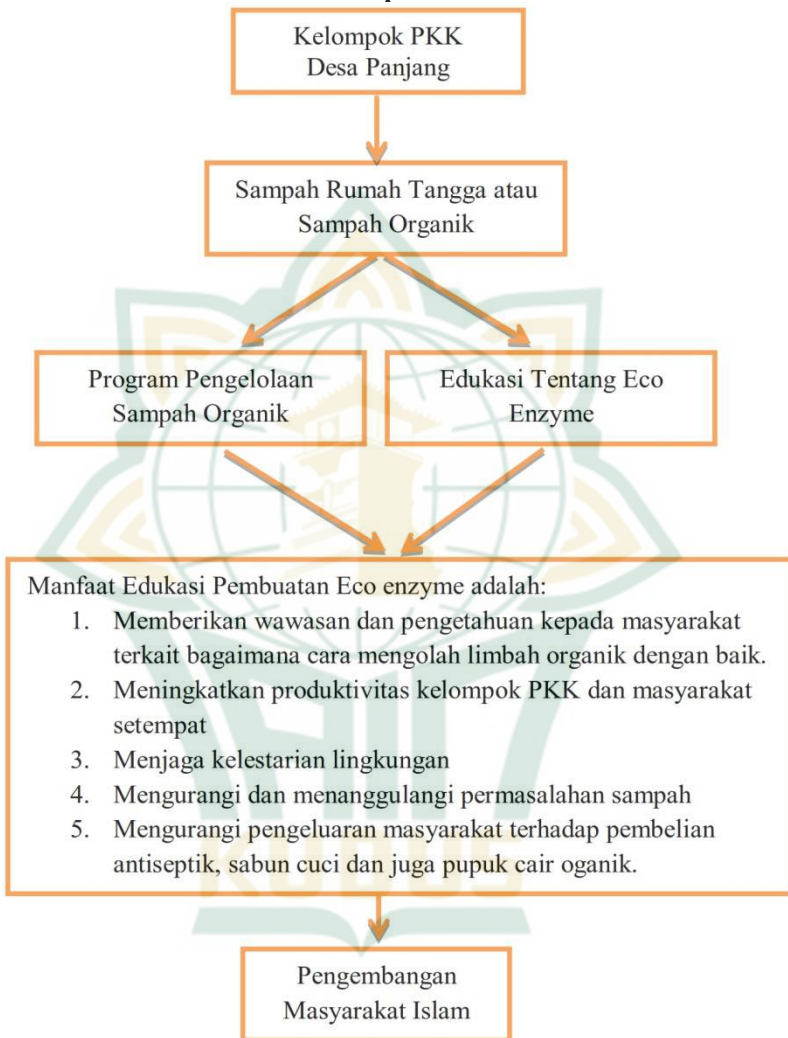 Kelompok PKK
Desa Panjang
Sampah Rumah Tangga atau
Sampah Organik
Program Pengelolaan
Sampah Organik
Edukasi Tentang Eco
Enzyme
Manfaat Edukasi Pembuatan Eco enzyme adalah:
1. Memberikan wawasan dan pengetahuan kepada masyarakat
terkait bagaimana cara mengolah limbah organik dengan baik.
2. Meningkatkan produktivitas kelompok PKK dan masyarakat
setempat
3. Menjaga kelestarian lingkungan
4. Mengurangi dan menanggulangi permasalahan sampah
5. Mengurangi pengeluaran masyarakat terhadap pembelian
antiseptik, sabun cuci dan juga pupuk cair oganik.
KUDUS
Pengembangan
Masyarakat Islam